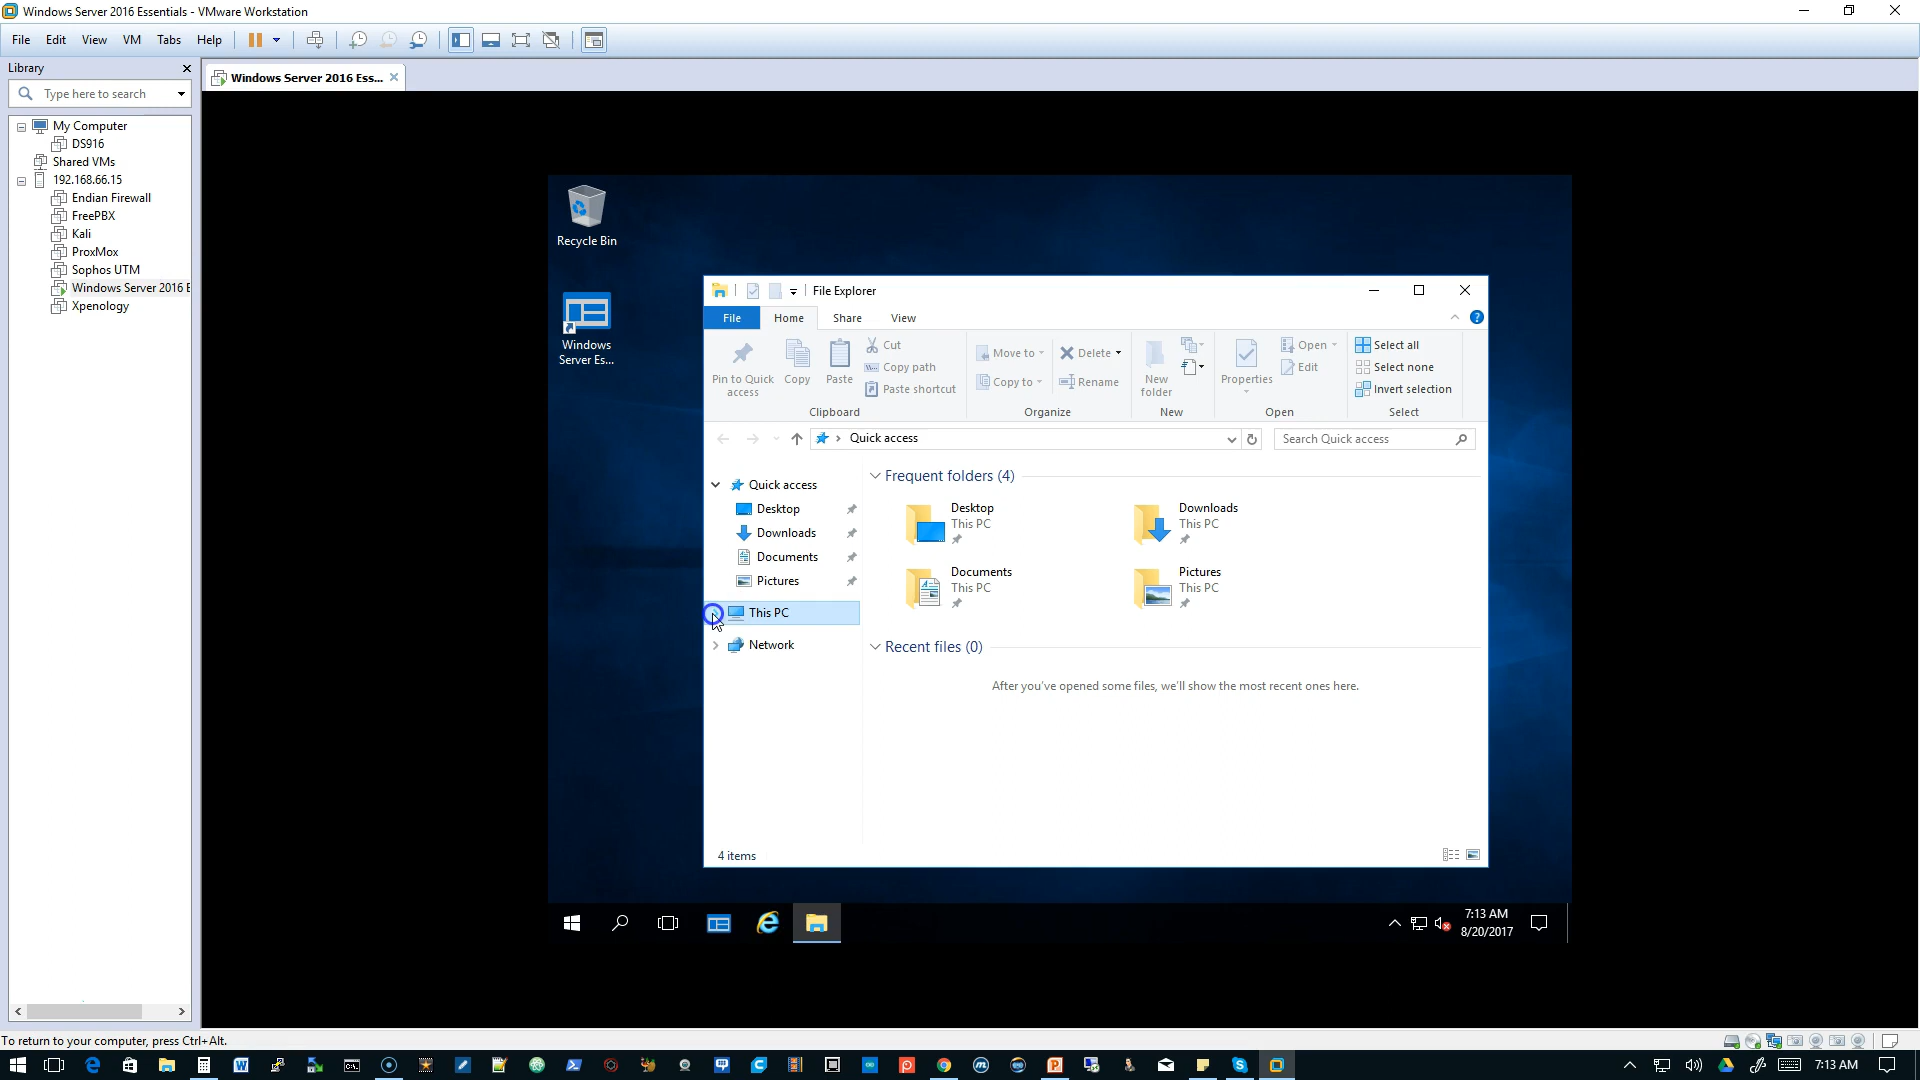 Windows Server 2016 Essentials - VMware Workstation
File Edit View VM Tabs Help
Library
Type here to search
My Computer
DS916
Shared VMs
192.168.66.15
Endian Firewall
FreePBX
Kali
ProxMox
Sophos UTM
Windows Server 2016 E
Xpenology
Windows Server 2016 Ess...
Recycle Bin
Windows
Server Es...
File Explorer
File Home Share View
Pin to Quick
access
Copy
Paste
Cut
Copy path
Paste shortcut
Clipboard
Move to
Copy to
Delete
Rename
Organize
New
folder
New
Properties
Open
Edit
Open
Select all
Select none
Invert selection
Select
Quick access
Search Quick access
Quick access
Desktop
Downloads
Documents
Pictures
This PC
Network
Frequent folders (4)
Desktop
This PC
Downloads
This PC
Documents
This PC
Pictures
This PC
Recent files (0)
After you've opened some files, we'll show the most recent ones here.
4 items
7:13 AM
8/20/2017
To return to your computer, press Ctrl+Alt.
7:13 AM